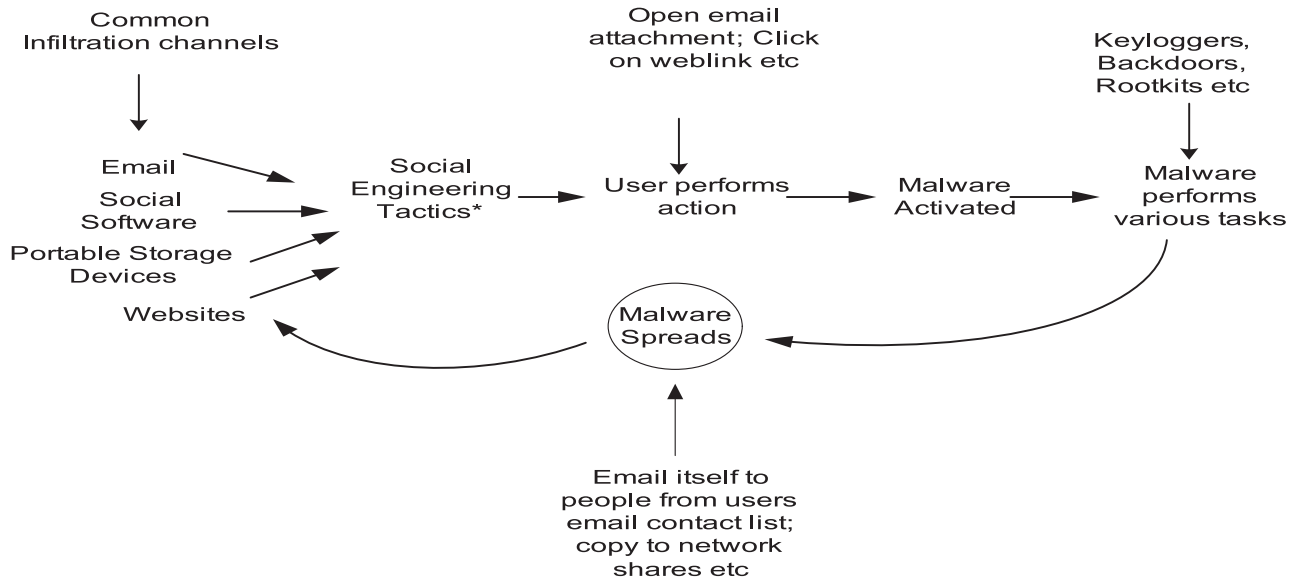 Common
Infiltration channels
Open email
attachment; Click
on weblink etc
Keyloggers,
Backdoors,
Rootkits etc
Email
Social
Software
Portable Storage
Devices
Websites
Social
Engineering
Tactics*
User performs
action
Malware
Activated
Malware
performs
various tasks
Malware
Spreads
Email itself to
people from users
email contact list;
copy to network
shares etc